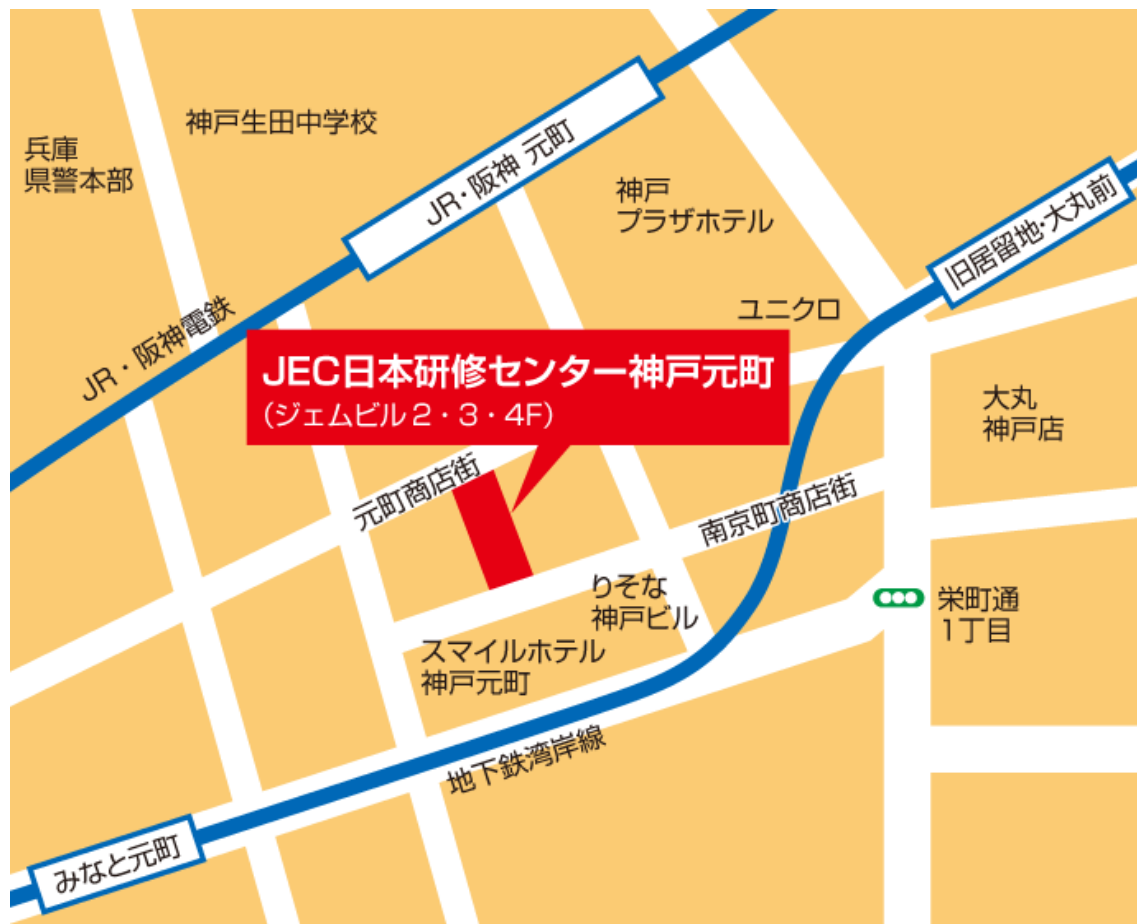 神戸生田中学校
兵庫
県警本部
JR・阪神 元町
神戸
プラザホテル
旧居留地・大丸前
JR・阪神電鉄
ユニクロ
JEC日本研修センター神戸元町
(ジェムビル2・3・4F)
大丸
神戸店
元町商店街
南京町商店街
りそな
神戸ビル
栄町通
1丁目
スマイルホテル
神戸元町
地下鉄湾岸線
みなと元町